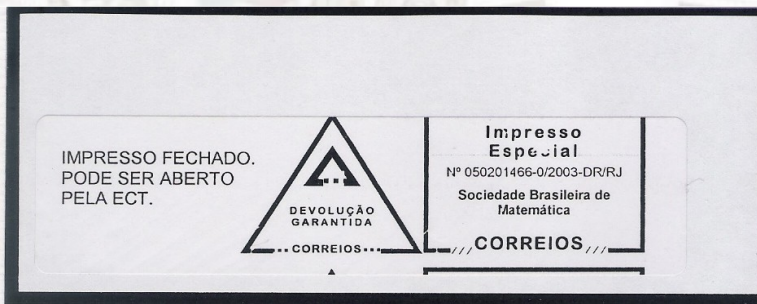 IMPRESSO FECHADO.
PODE SER ABERTO
PELA ECT.
DEVOLUÇÃO
GARANTIDA
CORREIOS
Impresso
Especial
Nº 050201466-0/2003-DR/RJ
Sociedade Brasileira de
Matemática
CORREIOS